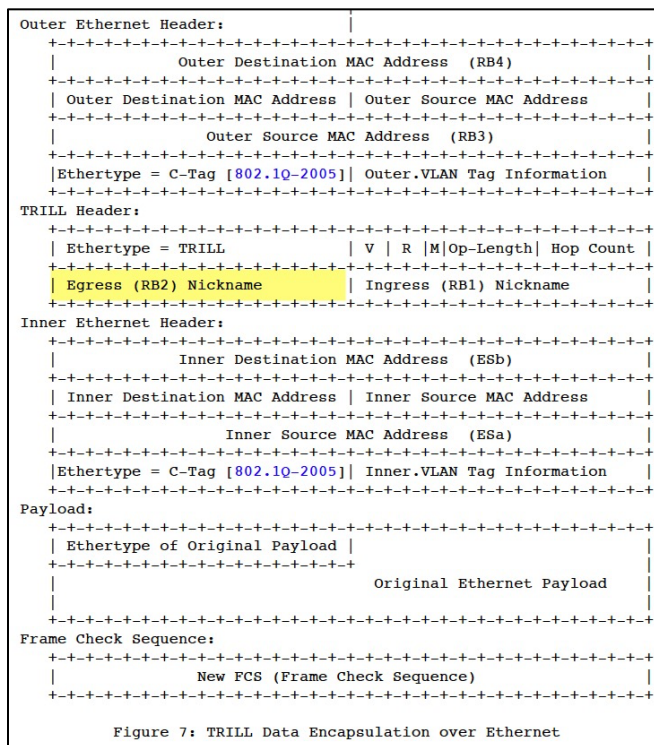 Outer Ethernet Header: |
+-+-+-+-+-+-+-+-+-+-+-+-+-+-+-+-+-+-+-+-+-+-+-+-+-+-+-+-+-+-+-+-+
| Outer Destination MAC Address (RB4) |
+-+-+-+-+-+-+-+-+-+-+-+-+-+-+-+-+-+-+-+-+-+-+-+-+-+-+-+-+-+-+-+-+
| Outer Destination MAC Address | Outer Source MAC Address |
+-+-+-+-+-+-+-+-+-+-+-+-+-+-+-+-+-+-+-+-+-+-+-+-+-+-+-+-+-+-+-+-+
| Outer Source MAC Address (RB3) |
+-+-+-+-+-+-+-+-+-+-+-+-+-+-+-+-+-+-+-+-+-+-+-+-+-+-+-+-+-+-+-+-+
|Ethertype = C-Tag [802.1Q-2005]| Outer.VLAN Tag Information |
+-+-+-+-+-+-+-+-+-+-+-+-+-+-+-+-+-+-+-+-+-+-+-+-+-+-+-+-+-+-+-+-+
TRILL Header:
+-+-+-+-+-+-+-+-+-+-+-+-+-+-+-+-+-+-+-+-+-+-+-+-+-+-+-+-+-+-+-+-+
| Ethertype = TRILL | V | R |M|Op-Length| Hop Count |
+-+-+-+-+-+-+-+-+-+-+-+-+-+-+-+-+-+-+-+-+-+-+-+-+-+-+-+-+-+-+-+-+
| Egress (RB2) Nickname | Ingress (RB1) Nickname |
+-+-+-+-+-+-+-+-+-+-+-+-+-+-+-+-+-+-+-+-+-+-+-+-+-+-+-+-+-+-+-+-+
Inner Ethernet Header:
+-+-+-+-+-+-+-+-+-+-+-+-+-+-+-+-+-+-+-+-+-+-+-+-+-+-+-+-+-+-+-+-+
| Inner Destination MAC Address (ESb) |
+-+-+-+-+-+-+-+-+-+-+-+-+-+-+-+-+-+-+-+-+-+-+-+-+-+-+-+-+-+-+-+-+
| Inner Destination MAC Address | Inner Source MAC Address |
+-+-+-+-+-+-+-+-+-+-+-+-+-+-+-+-+-+-+-+-+-+-+-+-+-+-+-+-+-+-+-+-+
| Inner Source MAC Address (ESa) |
+-+-+-+-+-+-+-+-+-+-+-+-+-+-+-+-+-+-+-+-+-+-+-+-+-+-+-+-+-+-+-+-+
|Ethertype = C-Tag [802.1Q-2005]| Inner.VLAN Tag Information |
+-+-+-+-+-+-+-+-+-+-+-+-+-+-+-+-+-+-+-+-+-+-+-+-+-+-+-+-+-+-+-+-+
Payload:
+-+-+-+-+-+-+-+-+-+-+-+-+-+-+-+-+-+-+-+-+-+-+-+-+-+-+-+-+-+-+-+-+
| Ethertype of Original Payload | |
+-+-+-+-+-+-+-+-+-+-+-+-+-+-+-+-+ |
| Original Ethernet Payload |
| |
+-+-+-+-+-+-+-+-+-+-+-+-+-+-+-+-+-+-+-+-+-+-+-+-+-+-+-+-+-+-+-+-+
Frame Check Sequence:
+-+-+-+-+-+-+-+-+-+-+-+-+-+-+-+-+-+-+-+-+-+-+-+-+-+-+-+-+-+-+-+-+
| New FCS (Frame Check Sequence) |
+-+-+-+-+-+-+-+-+-+-+-+-+-+-+-+-+-+-+-+-+-+-+-+-+-+-+-+-+-+-+-+-+
Figure 7: TRILL Data Encapsulation over Ethernet